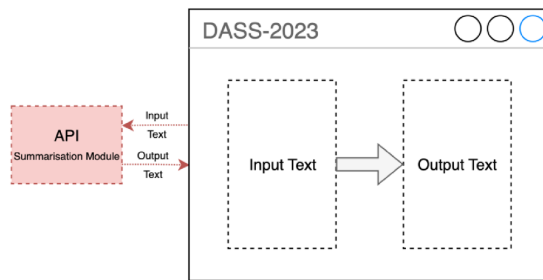 DASS-2023
Input
Text
API
Summarisation Module
Output
Text
Input Text
Output Text